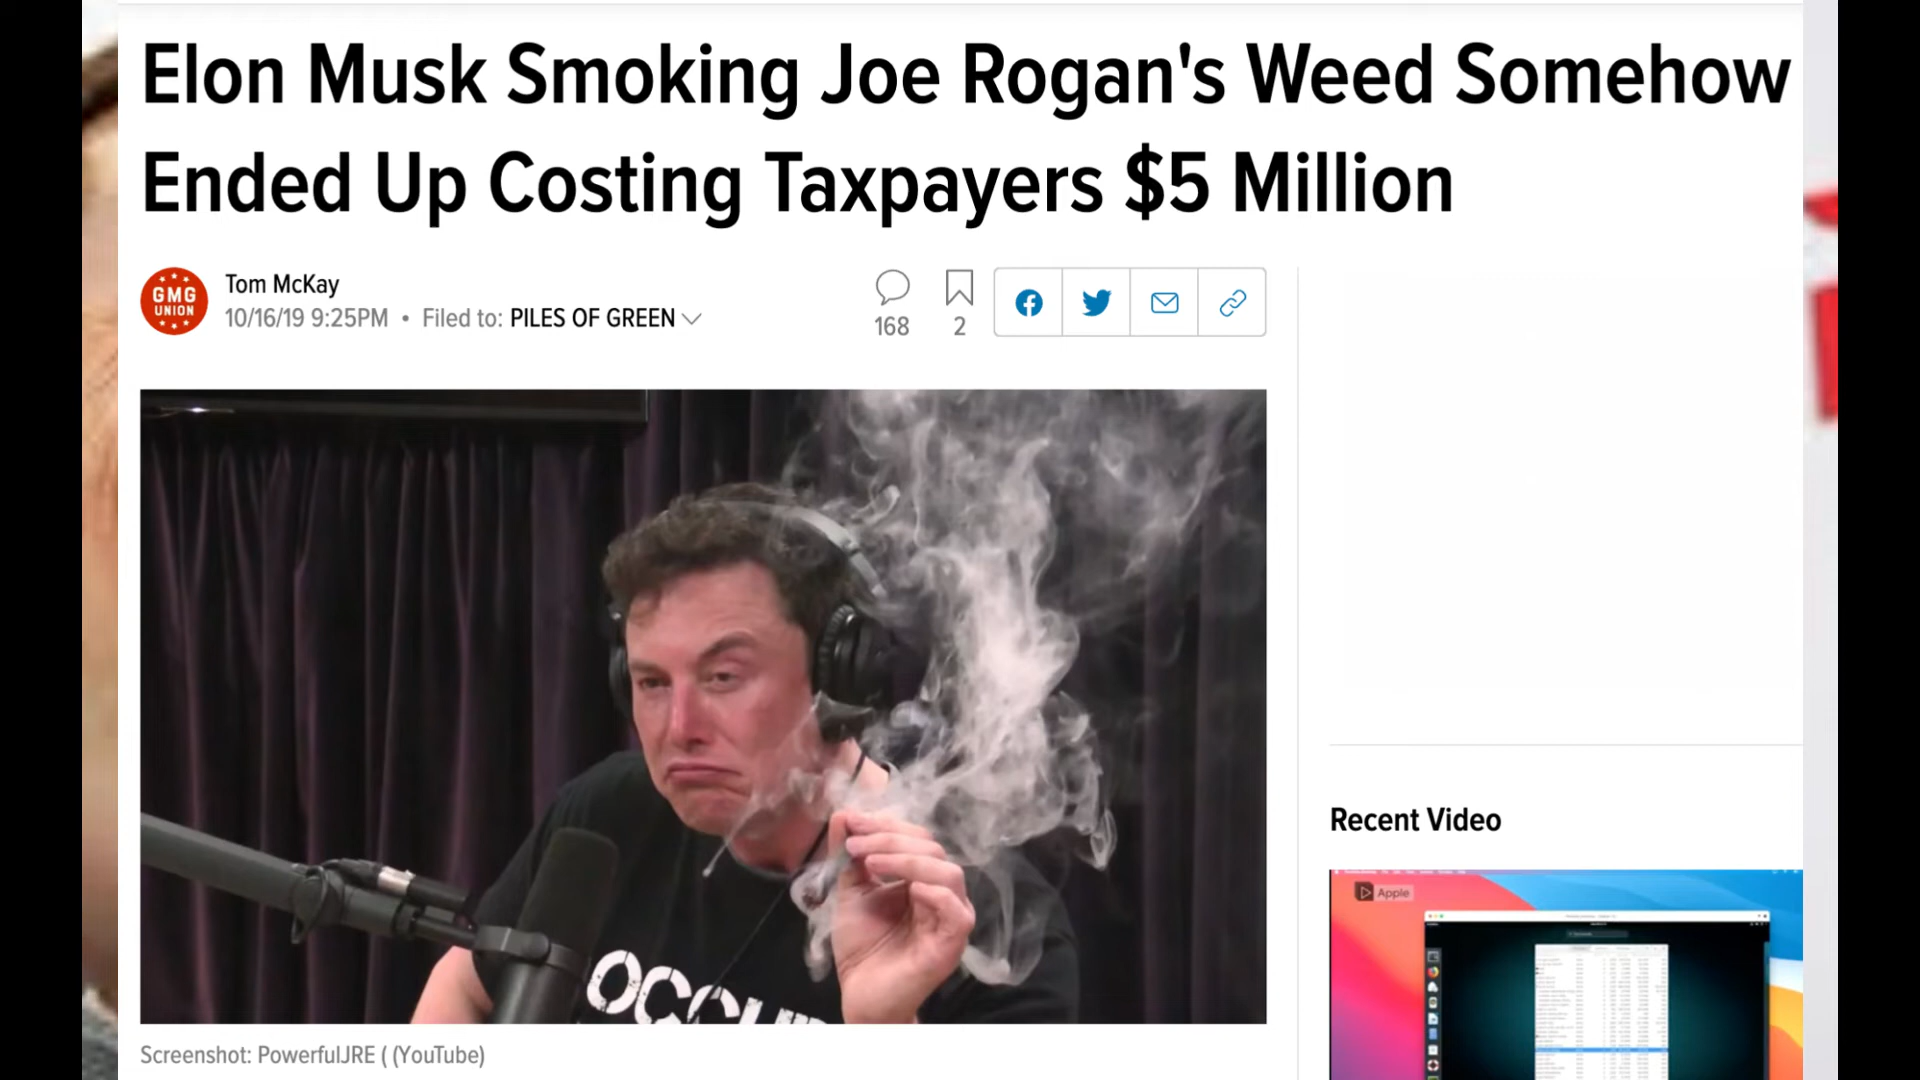 Elon Musk Smoking Joe Rogan's Weed Somehow
Ended Up Costing Taxpayers $5 Million
GMG
UNION
Tom McKay
10/16/19 9:25PM • Filed to: PILES OF GREEN
168
2
OCCU
Recent Video
Apple
Screenshot: PowerfulJRE ( (YouTube)